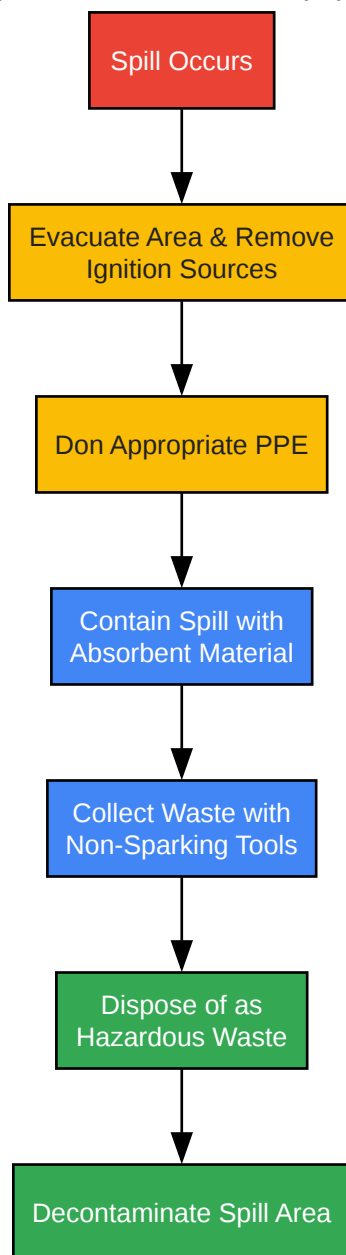 Spill Occurs
Evacuate Area & Remove
Ignition Sources
Don Appropriate PPE
Contain Spill with
Absorbent Material
Collect Waste with
Non-Sparking Tools
Dispose of as
Hazardous Waste
Decontaminate Spill Area